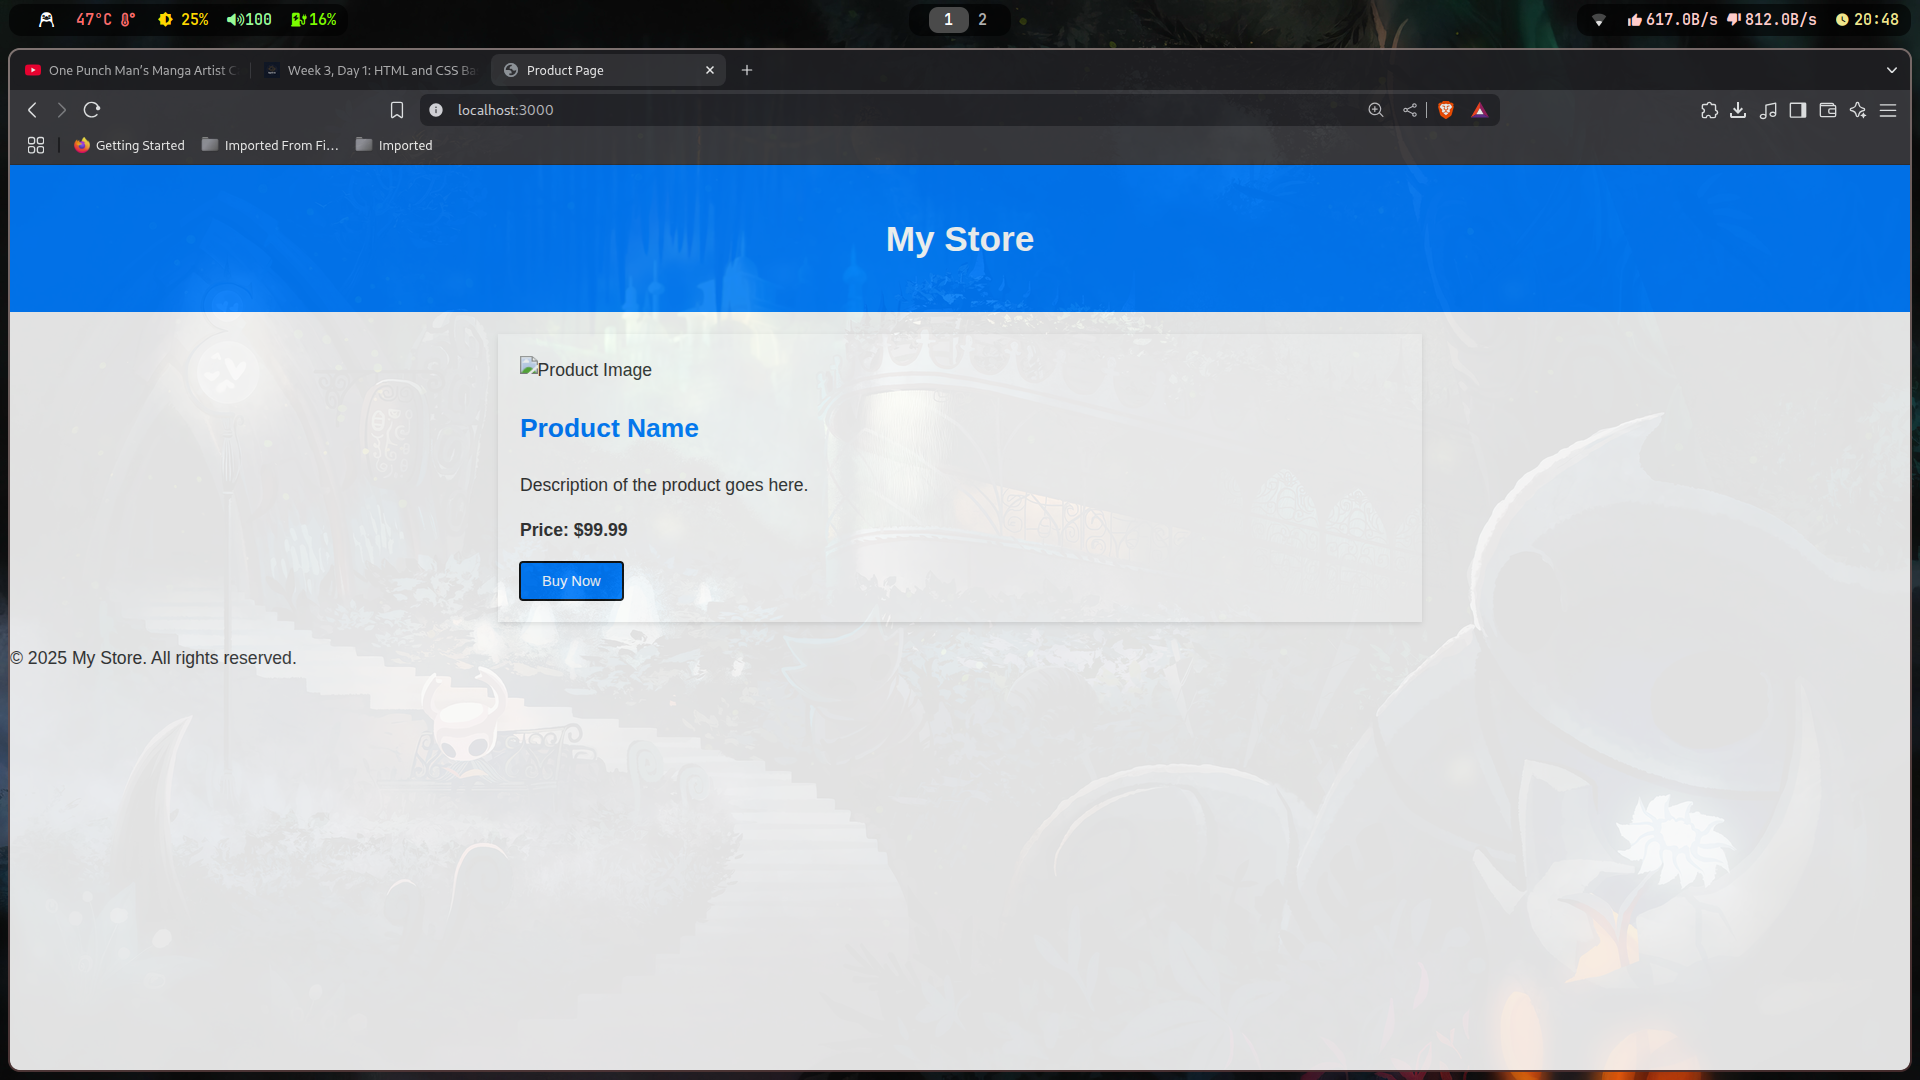 47°C 25% 100 16%
1 2
617.0B/s 812.0B/s 20:48
One Punch Man's Manga Artist C
Week 3, Day 1: HTML and CSS Ba
Product Page
localhost:3000
Getting Started
Imported From Fi...
Imported
My Store
Product Image
Product Name
Description of the product goes here.
Price: $99.99
Buy Now
© 2025 My Store. All rights reserved.